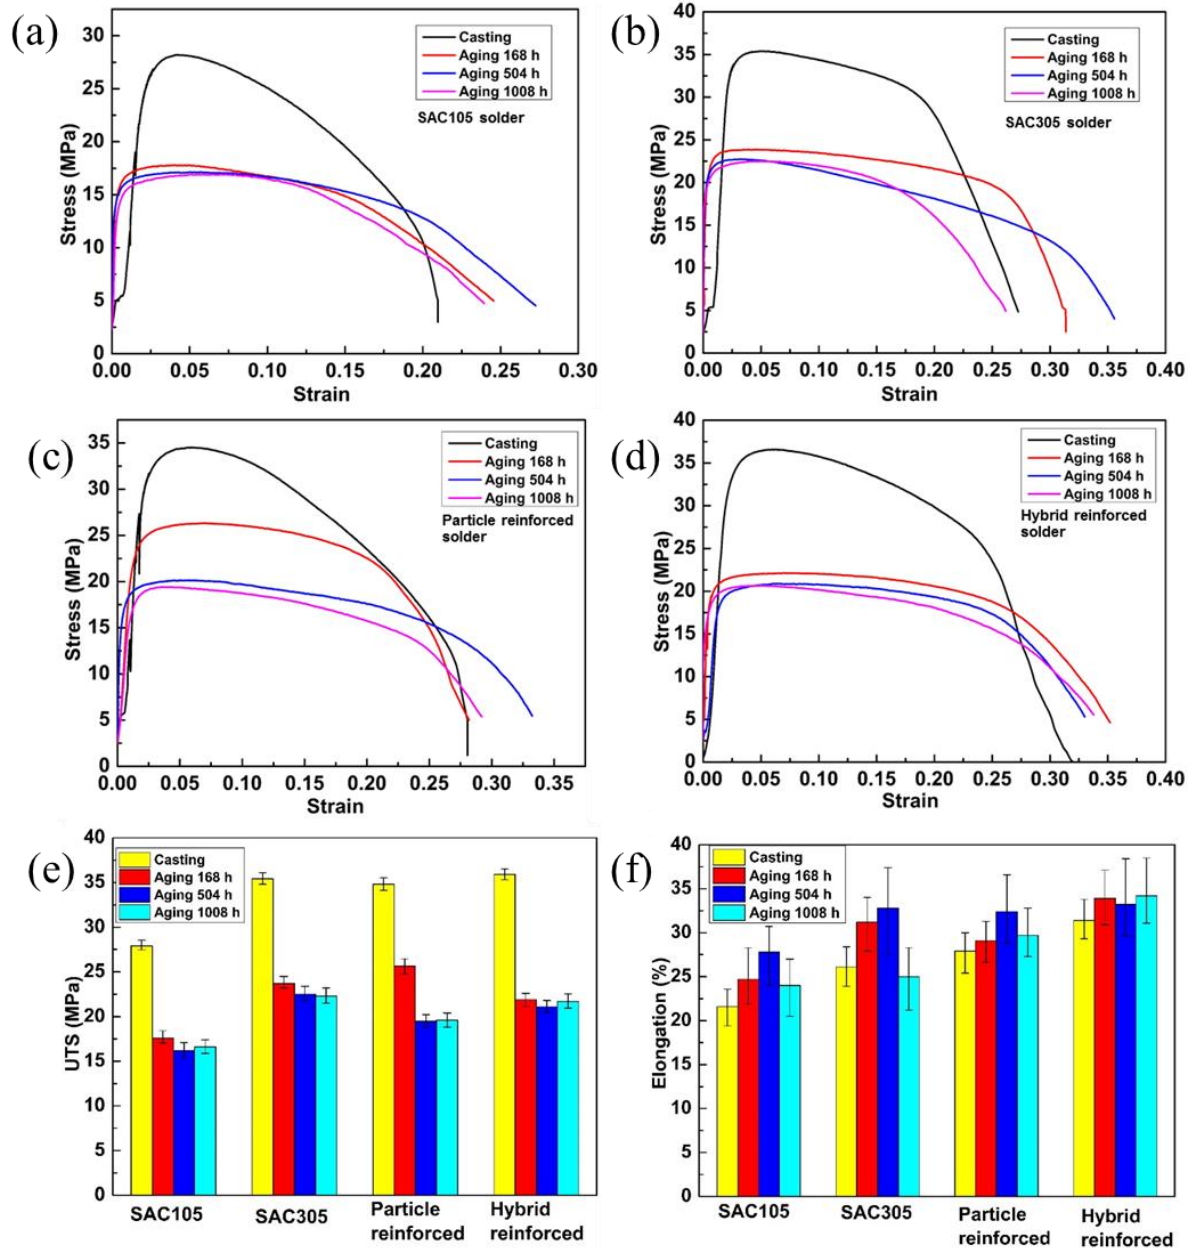 (a)
30
25
20
15
10
5
0
Stress (MPa)
Casting
Aging 168 h
Aging 504 h
Aging 1008 h
SAC105 solder
0.00 0.05 0.10 0.15 0.20 0.25 0.30
Strain
(b)
40
35
30
25
20
15
10
5
0
Stress (MPa)
Casting
Aging 168 h
Aging 504 h
Aging 1008 h
SAC305 solder
0.00 0.05 0.10 0.15 0.20 0.25 0.30 0.35 0.40
Strain
(c)
35
30
25
20
15
10
5
0
Stress (MPa)
Casting
Aging 168 h
Aging 504 h
Aging 1008 h
Particle reinforced
solder
0.00 0.05 0.10 0.15 0.20 0.25 0.30 0.35
Strain
(d)
40
35
30
25
20
15
10
5
0
Stress (MPa)
Casting
Aging 168 h
Aging 504 h
Aging 1008 h
Hybrid reinforced
solder
0.00 0.05 0.10 0.15 0.20 0.25 0.30 0.35 0.40
Strain
(e)
40
35
30
25
20
15
10
5
0
UTS (MPa)
Casting
Aging 168 h
Aging 504 h
Aging 1008 h
SAC105 SAC305 Particle Hybrid
reinforced reinforced
(f)
40
35
30
25
20
15
10
5
0
Elongation (%)
Casting
Aging 168 h
Aging 504 h
Aging 1008 h
SAC105 SAC305 Particle Hybrid
reinforced reinforced